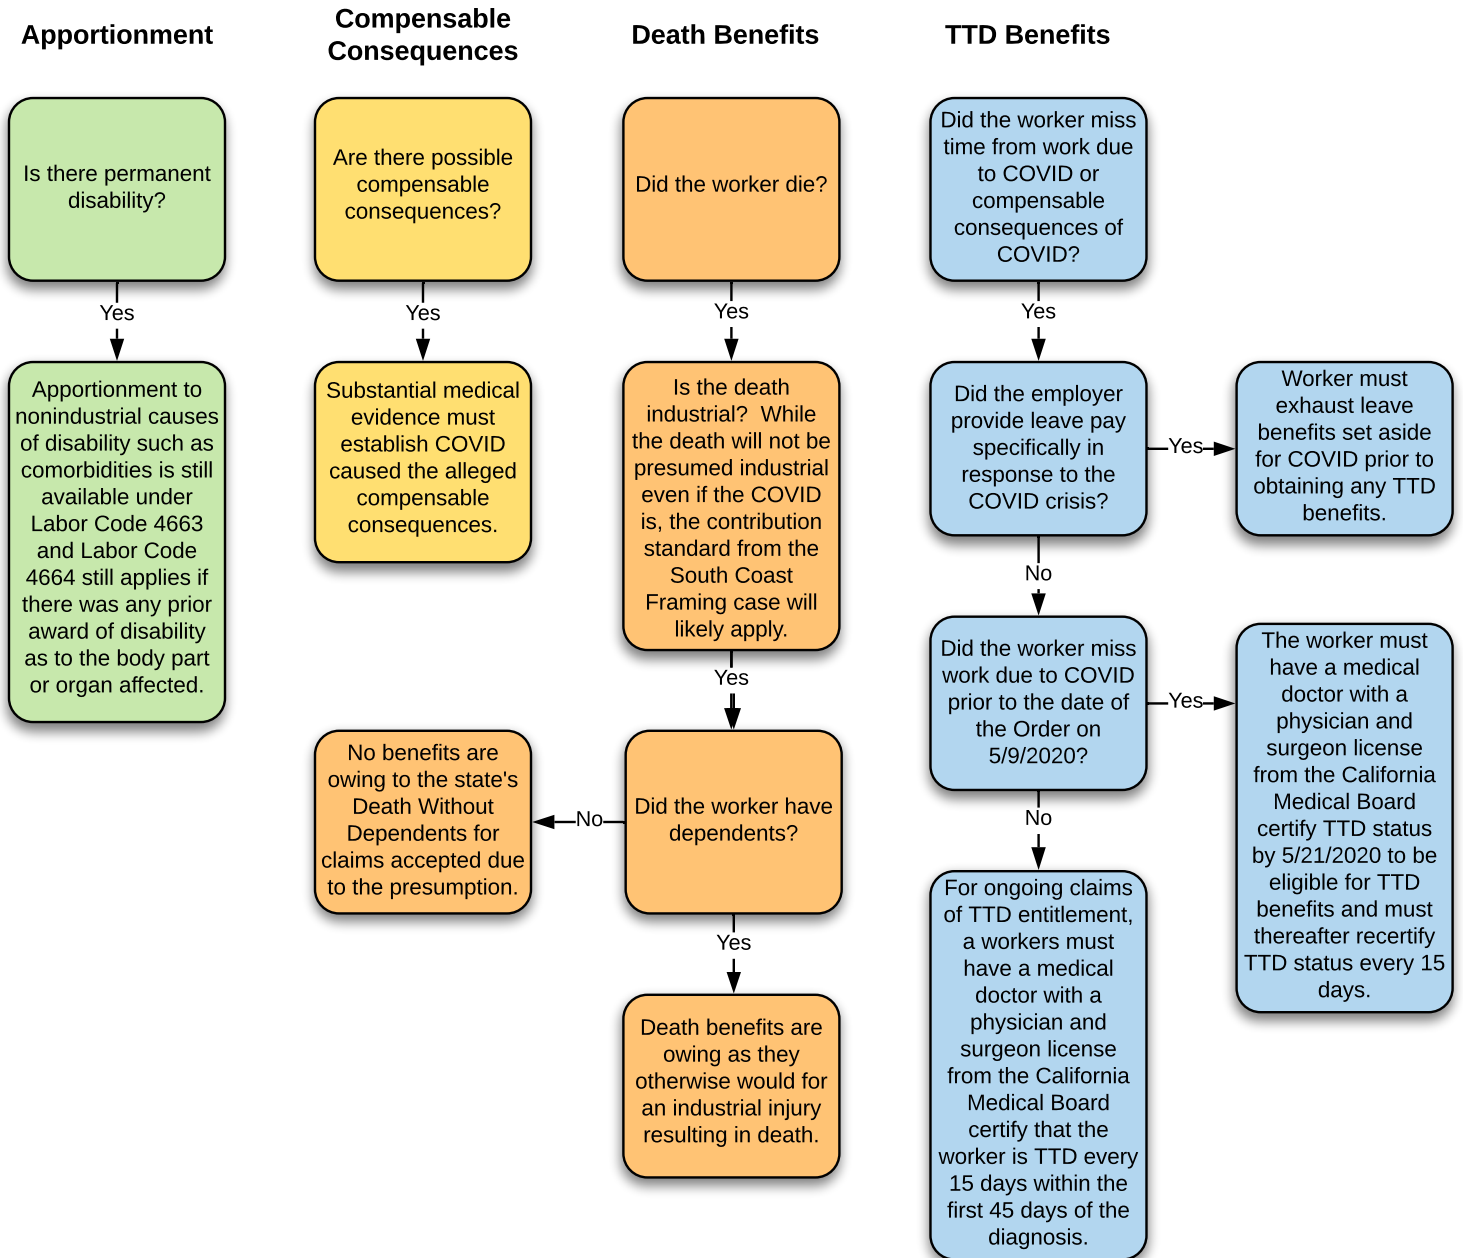 Apportionment
Is there permanent
disability?
Yes
Apportionment to
nonindustrial causes
of disability such as
comorbidities is still
available under
Labor Code 4663
and Labor Code
4664 still applies if
there was any prior
award of disability
as to the body part
or organ affected.
Compensable
Consequences
Are there possible
compensable
consequences?
Yes
Substantial medical
evidence must
establish COVID
caused the alleged
compensable
consequences.
Death Benefits
Did the worker die?
Yes
Is the death
industrial?  While
the death will not be
presumed industrial
even if the COVID
is, the contribution
standard from the
South Coast
Framing case will
likely apply.
Yes
Did the worker have
dependents?
No
No benefits are
owing to the state's
Death Without
Dependents for
claims accepted due
to the presumption.
Yes
Death benefits are
owing as they
otherwise would for
an industrial injury
resulting in death.
TTD Benefits
Did the worker miss
time from work due
to COVID or
compensable
consequences of
COVID?
Yes
Did the employer
provide leave pay
specifically in
response to the
COVID crisis?
Yes
Worker must
exhaust leave
benefits set aside
for COVID prior to
obtaining any TTD
benefits.
No
Did the worker miss
work due to COVID
prior to the date of
the Order on
5/9/2020?
Yes
The worker must
have a medical
doctor with a
physician and
surgeon license
from the California
Medical Board
certify TTD status
by 5/21/2020 to be
eligible for TTD
benefits and must
thereafter recertify
TTD status every 15
days.
No
For ongoing claims
of TTD entitlement,
a workers must
have a medical
doctor with a
physician and
surgeon license
from the California
Medical Board
certify that the
worker is TTD every
15 days within the
first 45 days of the
diagnosis.